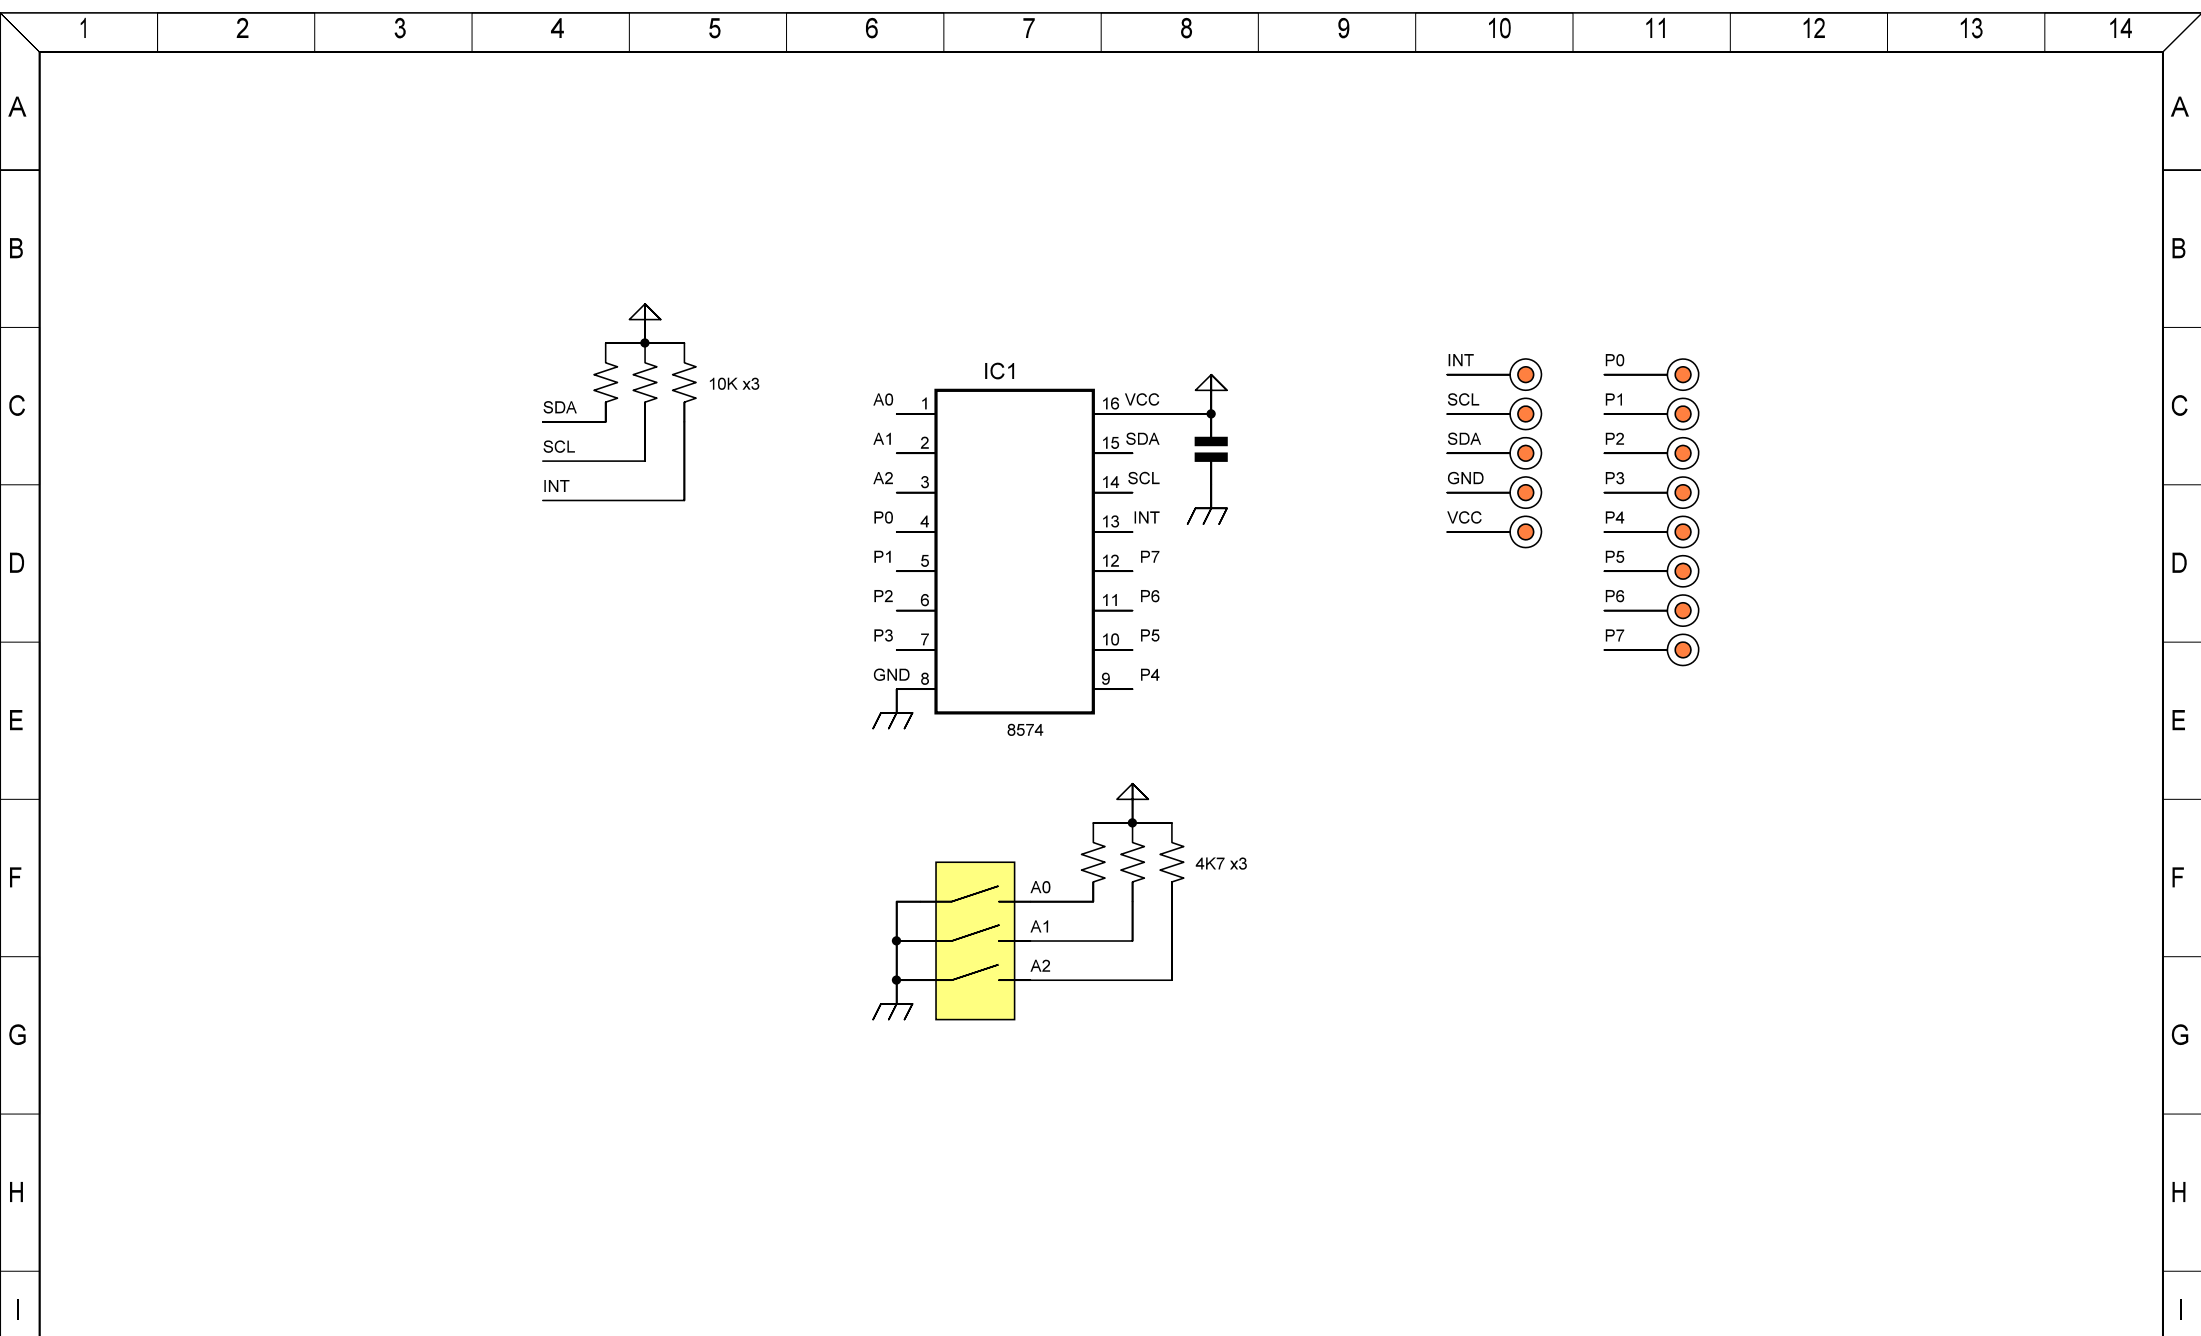 1 2 3 4 5 6 7 8 9 10 11 12 13 14
A A
B B
C C
D D
E E
F F
G G
H H
I I
10K x3
SDA
SCL
INT
IC1
A0 1
A1 2
A2 3
P0 4
P1 5
P2 6
P3 7
GND 8
16 VCC
15 SDA
14 SCL
13 INT
12 P7
11 P6
10 P5
9 P4
8574
INT
SCL
SDA
GND
VCC
P0
P1
P2
P3
P4
P5
P6
P7
4K7 x3
A0
A1
A2